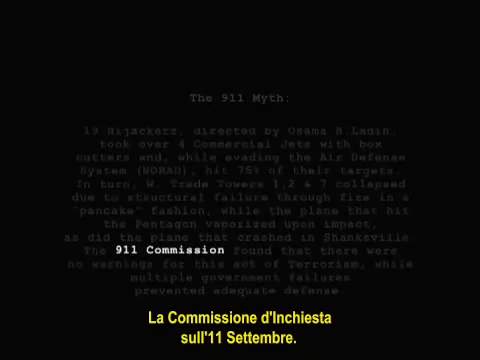 The 911 Myth:
19 Hijackers, directed by Osama B.Ladin,
took over 4 Commercial Jets with box
cutters and, while evading the Air Defense
System (NORAD), hit 75% of their targets.
In turn, W. Trade Towers 1,2 & 7 collapsed
due to structural failure through fire in a
"pancake" fashion, while the plane that hit
the Pentagon vaporized upon impact,
as did the plane that crashed in Shanksville.
The 911 Commission found that there were
no warnings for this act of Terrorism, while
multiple government failures
prevented adequate defense.
La Commissione d'Inchiesta
sull'11 Settembre.